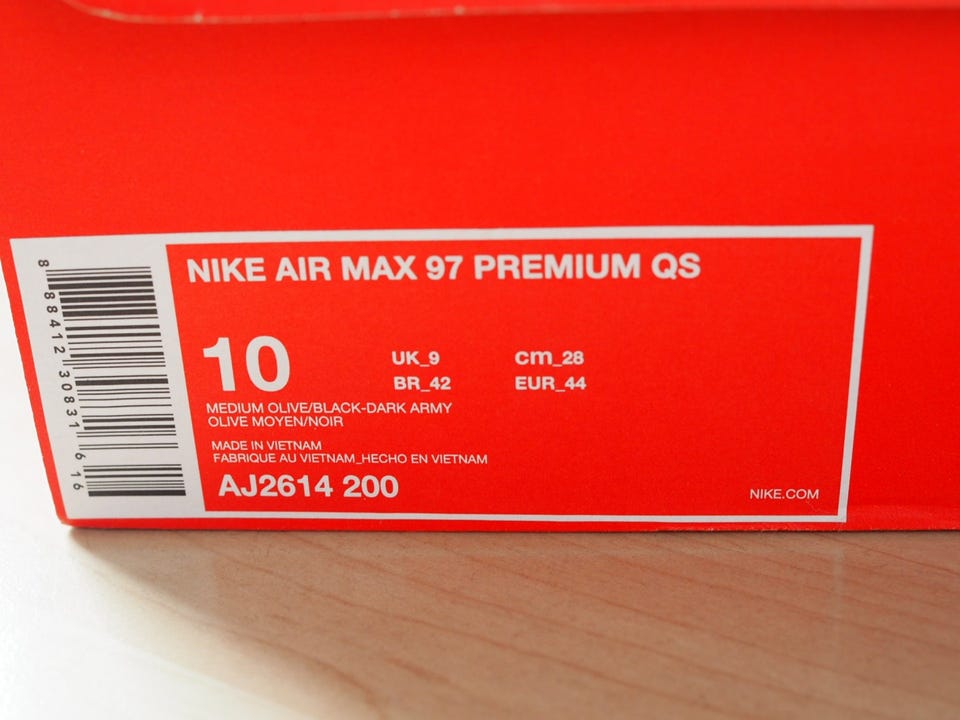 NIKE AIR MAX 97 PREMIUM QS
10
UK_9 cm_28
BR_42 EUR_44
MEDIUM OLIVE/BLACK-DARK ARMY
OLIVE MOYEN/NOIR
MADE IN VIETNAM
FABRIQUE AU VIETNAM_HECHO EN VIETNAM
AJ2614 200
NIKE.COM
8 88412 30831 6 16